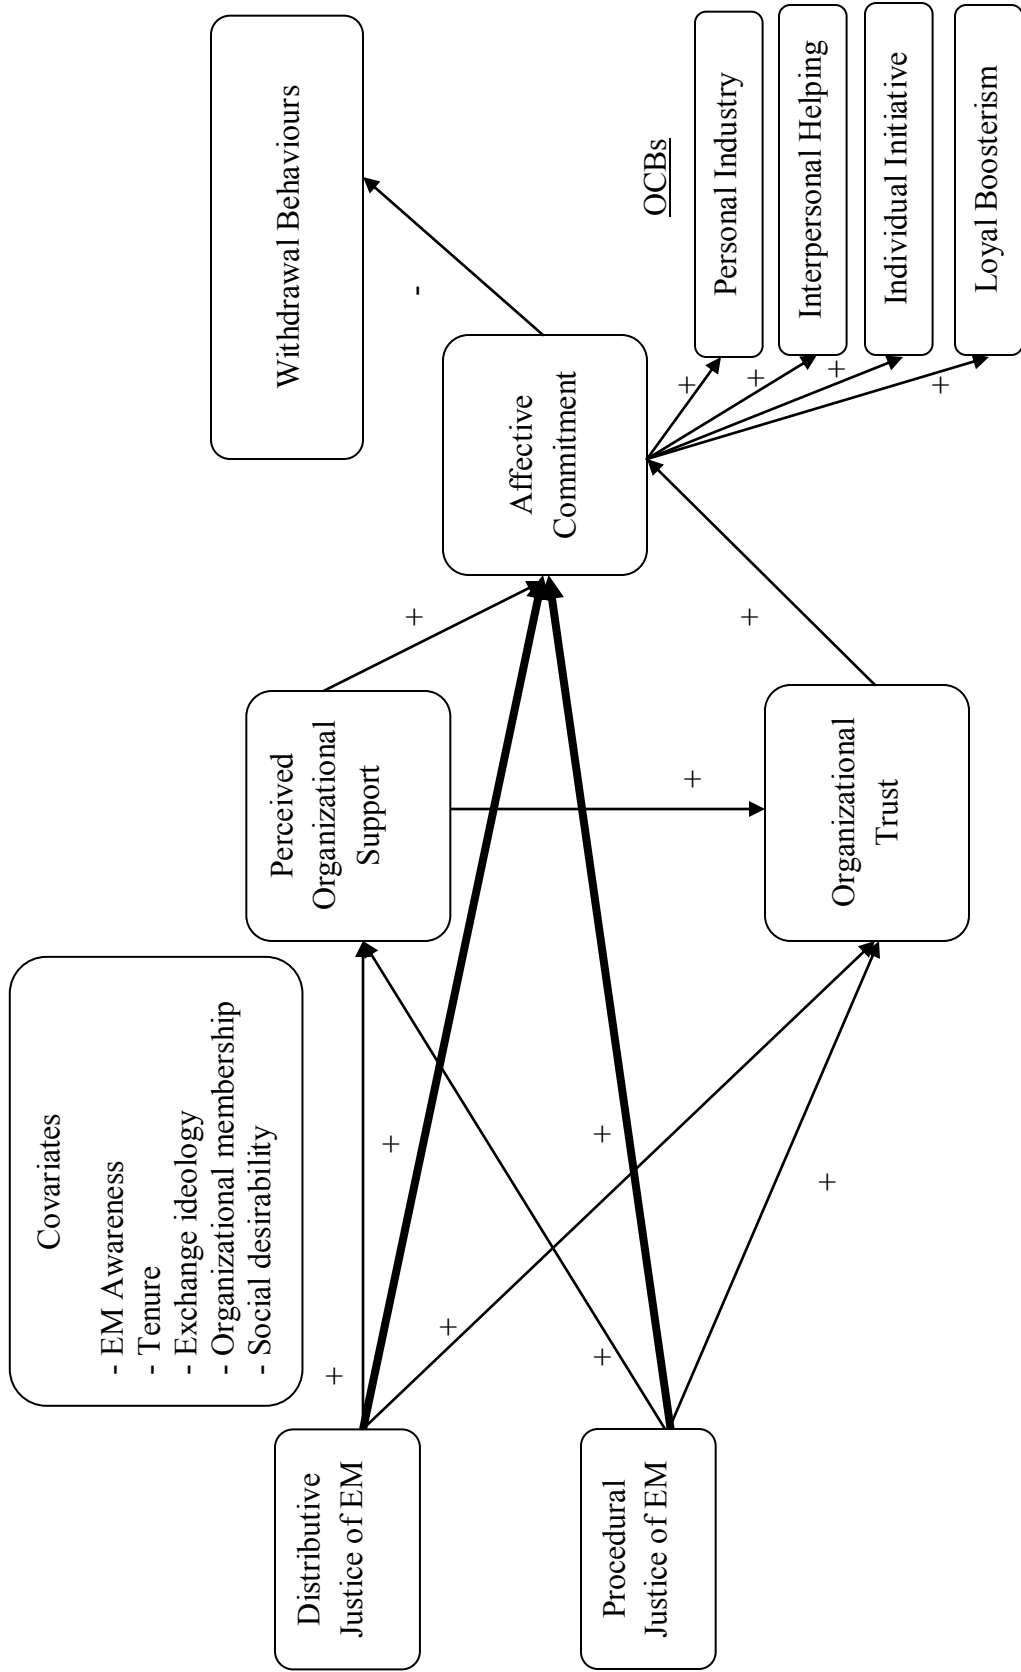 Covariates
- EM Awareness
- Tenure
- Exchange ideology
- Organizational membership
- Social desirability
Distributive
Justice of EM
Procedural
Justice of EM
Perceived
Organizational
Support
Organizational
Trust
Affective
Commitment
Withdrawal Behaviours
OCBs
Personal Industry
Interpersonal Helping
Individual Initiative
Loyal Boosterism
+
+
+
+
+
+
+
+
+
-
+
+
+
+